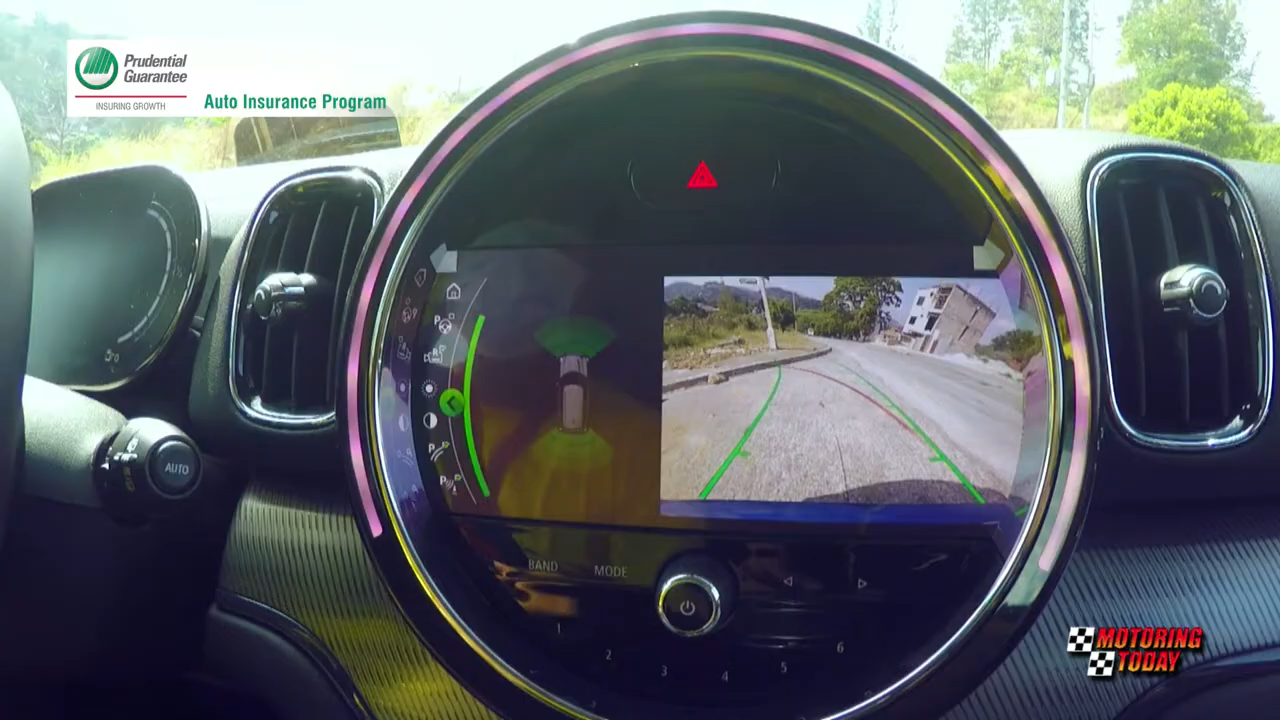 Prudential
Guarantee
INSURING GROWTH
Auto Insurance Program
P
P
P
AUTO
BAND
MODE
1
2
3
4
5
6
MOTORING
TODAY